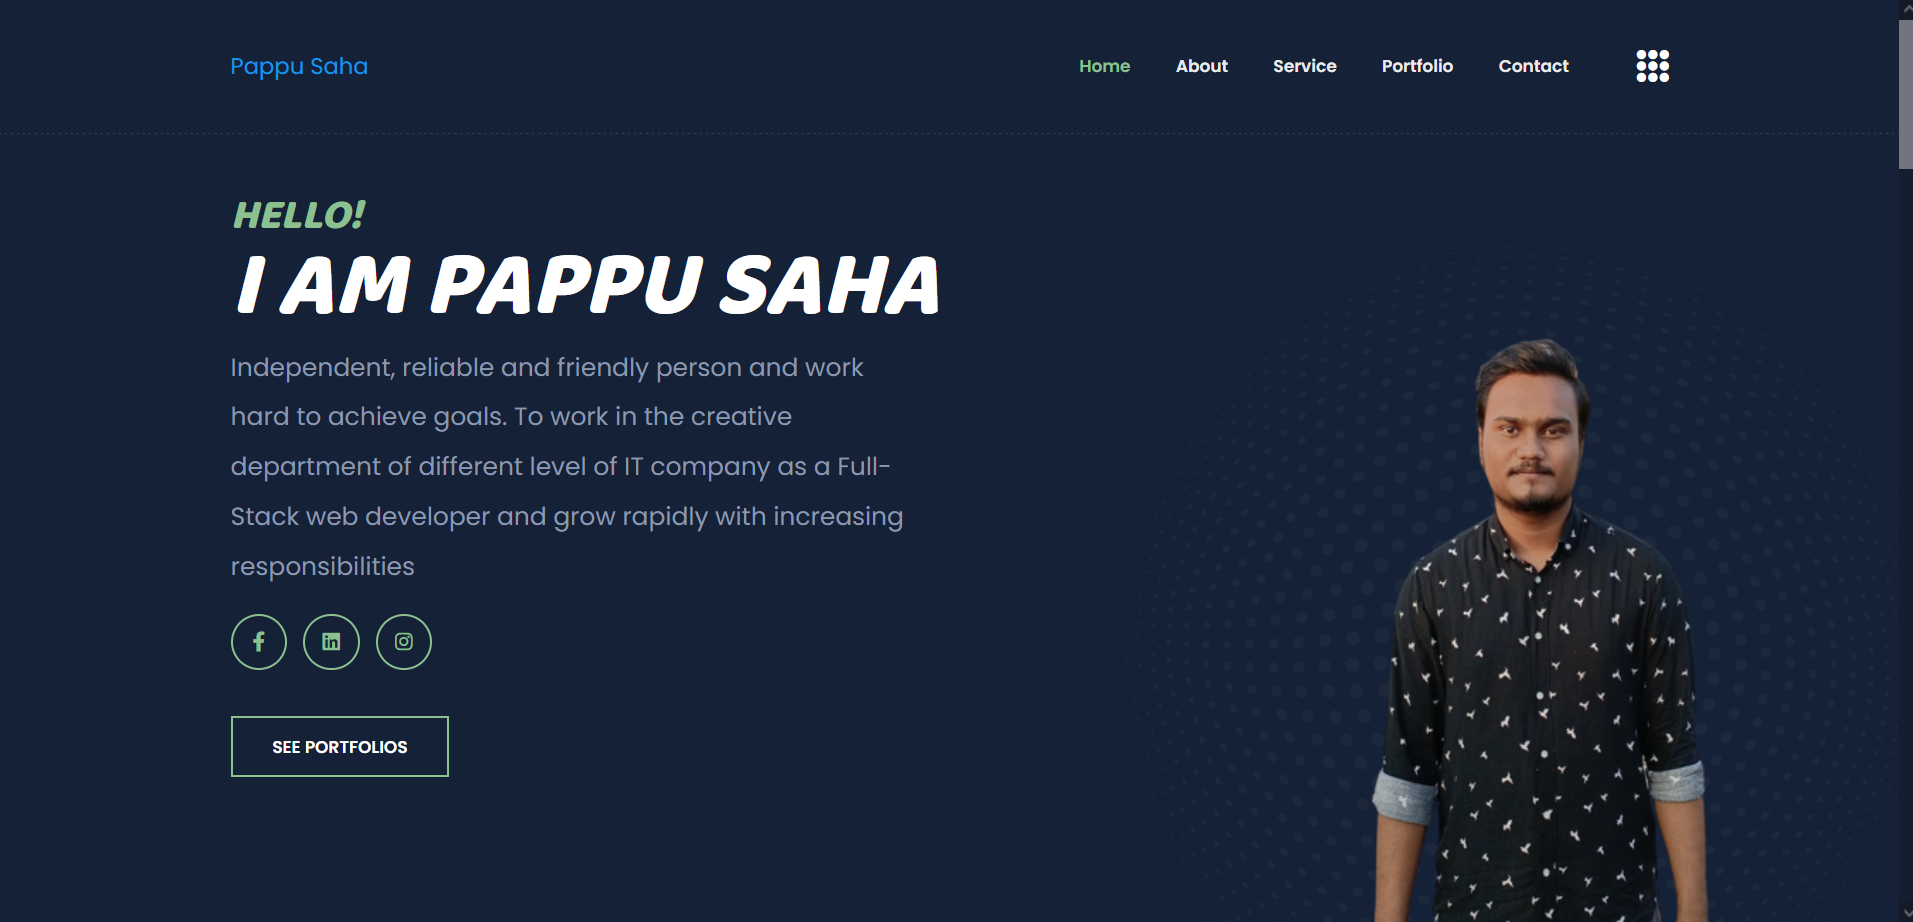 Pappu Saha
Home About Service Portfolio Contact
HELLO!
I AM PAPPU SAHA
Independent, reliable and friendly person and work
hard to achieve goals. To work in the creative
department of different level of IT company as a Full-
Stack web developer and grow rapidly with increasing
responsibilities
SEE PORTFOLIOS